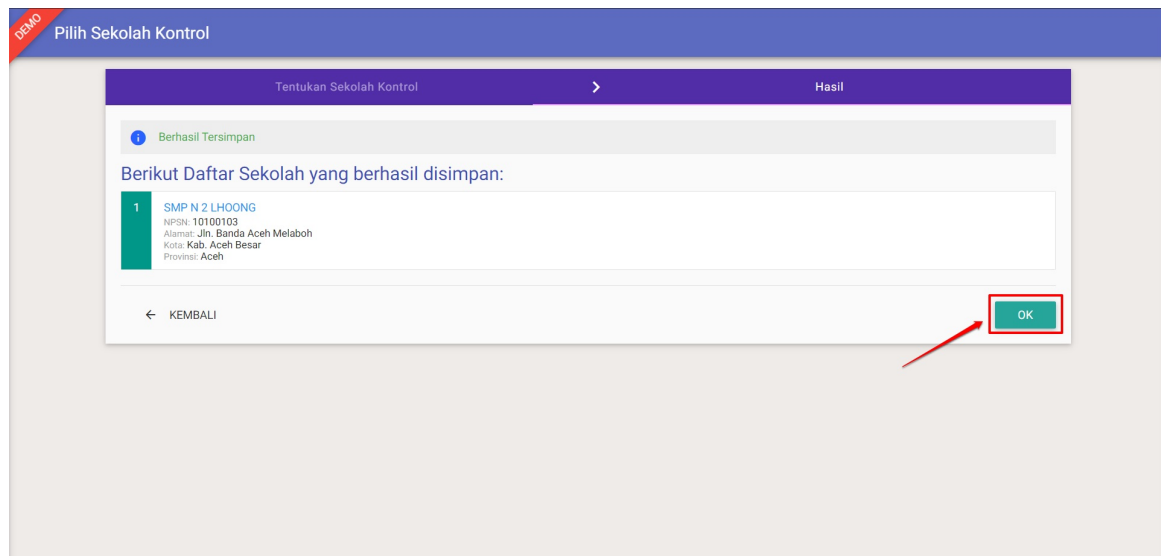 DEMO
Pilih Sekolah Kontrol
Tentukan Sekolah Kontrol
Hasil
Berhasil Tersimpan
Berikut Daftar Sekolah yang berhasil disimpan:
1
SMP N 2 LHOONG
NPSN: 10100103
Alamat: Jln. Banda Aceh Melaboh
Kota: Kab. Aceh Besar
Provinsi: Aceh
KEMBALI
OK